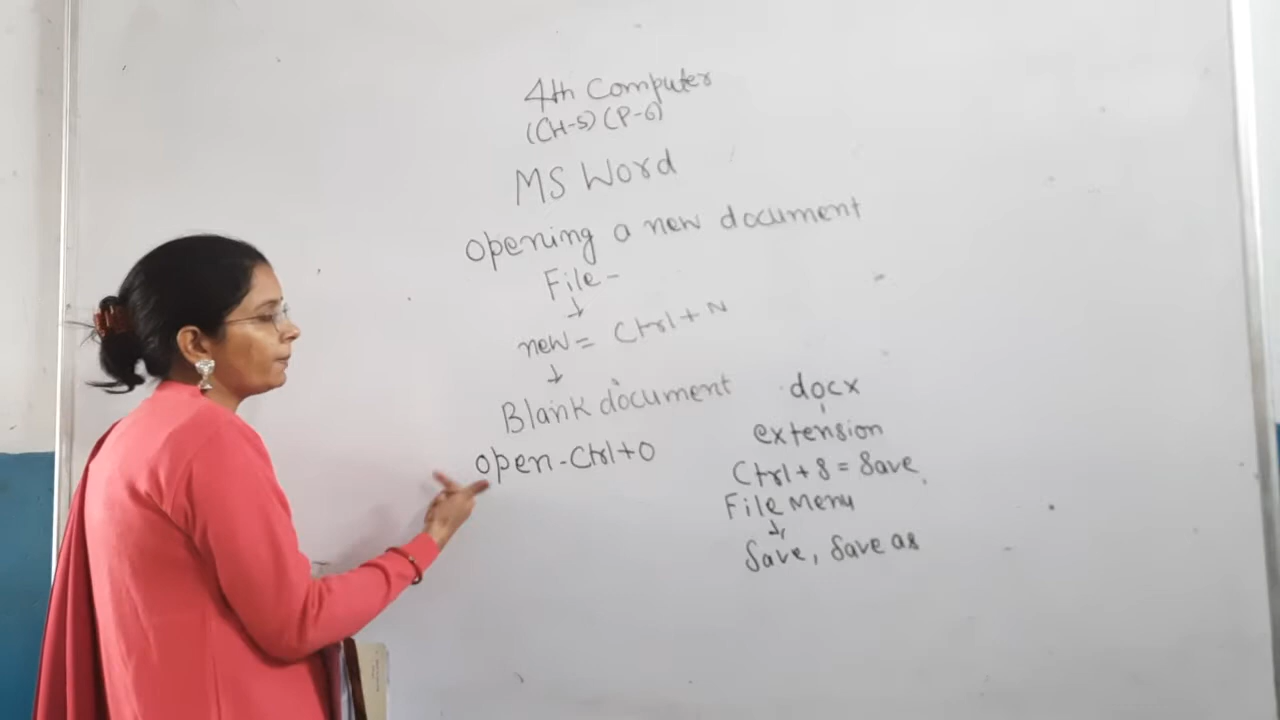 4th Computer
(CH-5) (P-6)
MS Word
opening a new document
File -
↓
new = Ctrl + N
↓
Blank document
open - Ctrl + O
docx
extension
Ctrl + S = Save
File Menu
↓
Save, Save as